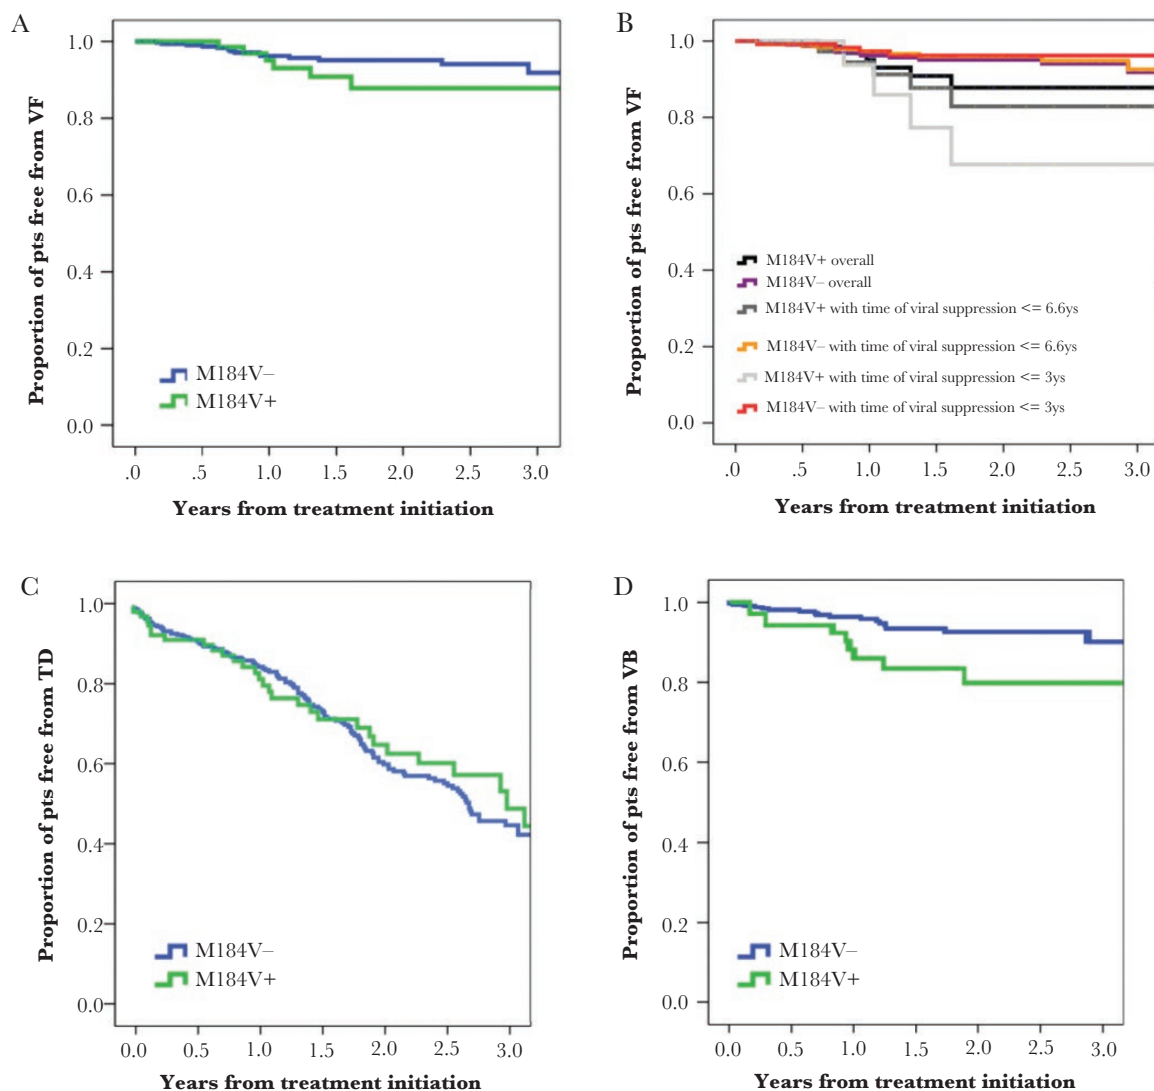 A
Proportion of pts free from VF
1.0
0.8
0.6
0.4
0.2
0.0
M184V–
M184V+
.0 .5 1.0 1.5 2.0 2.5 3.0
Years from treatment initiation
B
Proportion of pts free from VF
1.0
0.8
0.6
0.4
0.2
0.0
M184V+ overall
M184V– overall
M184V+ with time of viral suppression <= 6.6ys
M184V– with time of viral suppression <= 6.6ys
M184V+ with time of viral suppression <= 3ys
M184V– with time of viral suppression <= 3ys
.0 .5 1.0 1.5 2.0 2.5 3.0
Years from treatment initiation
C
Proportion of pts free from TD
1.0
0.8
0.6
0.4
0.2
0.0
M184V–
M184V+
0.0 0.5 1.0 1.5 2.0 2.5 3.0
Years from treatment initiation
D
Proportion of pts free from VB
1.0
0.8
0.6
0.4
0.2
0.0
M184V–
M184V+
0.0 0.5 1.0 1.5 2.0 2.5 3.0
Years from treatment initiation